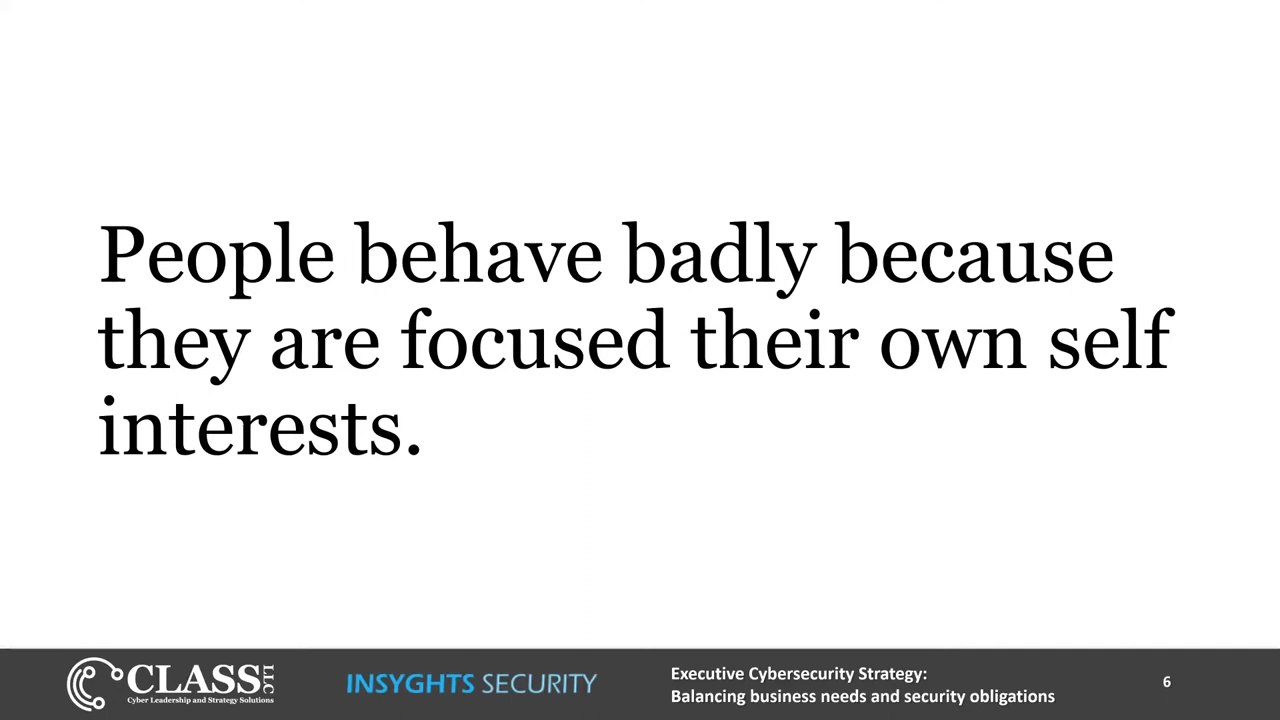 People behave badly because
they are focused their own self
interests.
CLASS LLC
Cyber Leadership and Strategy Solutions
INSYGHTS SECURITY
Executive Cybersecurity Strategy:
Balancing business needs and security obligations
6